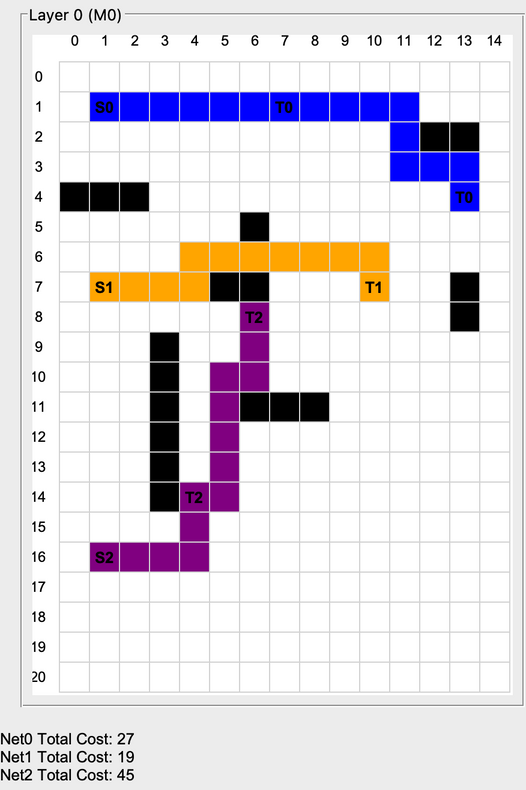 Layer 0 (M0)
0 1 2 3 4 5 6 7 8 9 10 11 12 13 14
0
1 S0 T0
2
3
4 T0
5
6
7 S1 T1
8 T2
9
10
11
12
13
14 T2
15
16 S2
17
18
19
20
Net0 Total Cost: 27
Net1 Total Cost: 19
Net2 Total Cost: 45